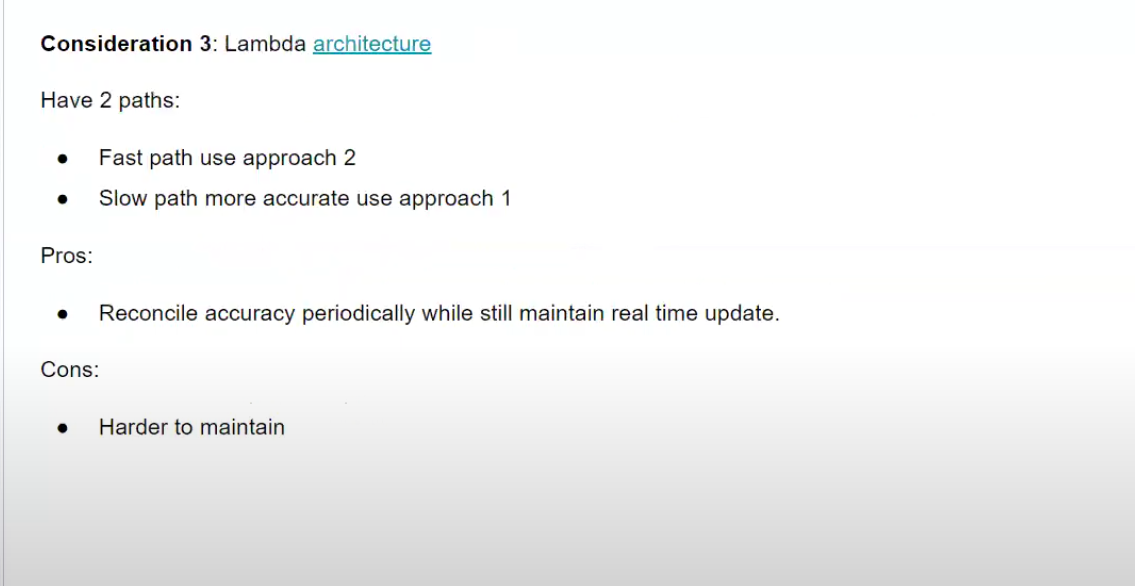 Consideration 3: Lambda architecture
Have 2 paths:
● Fast path use approach 2
● Slow path more accurate use approach 1
Pros:
● Reconcile accuracy periodically while still maintain real time update.
Cons:
● Harder to maintain